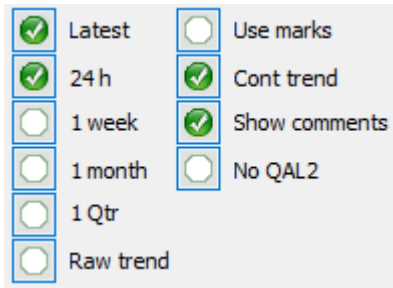 Latest
24 h
1 week
1 month
1 Qtr
Raw trend
Use marks
Cont trend
Show comments
No QAL2